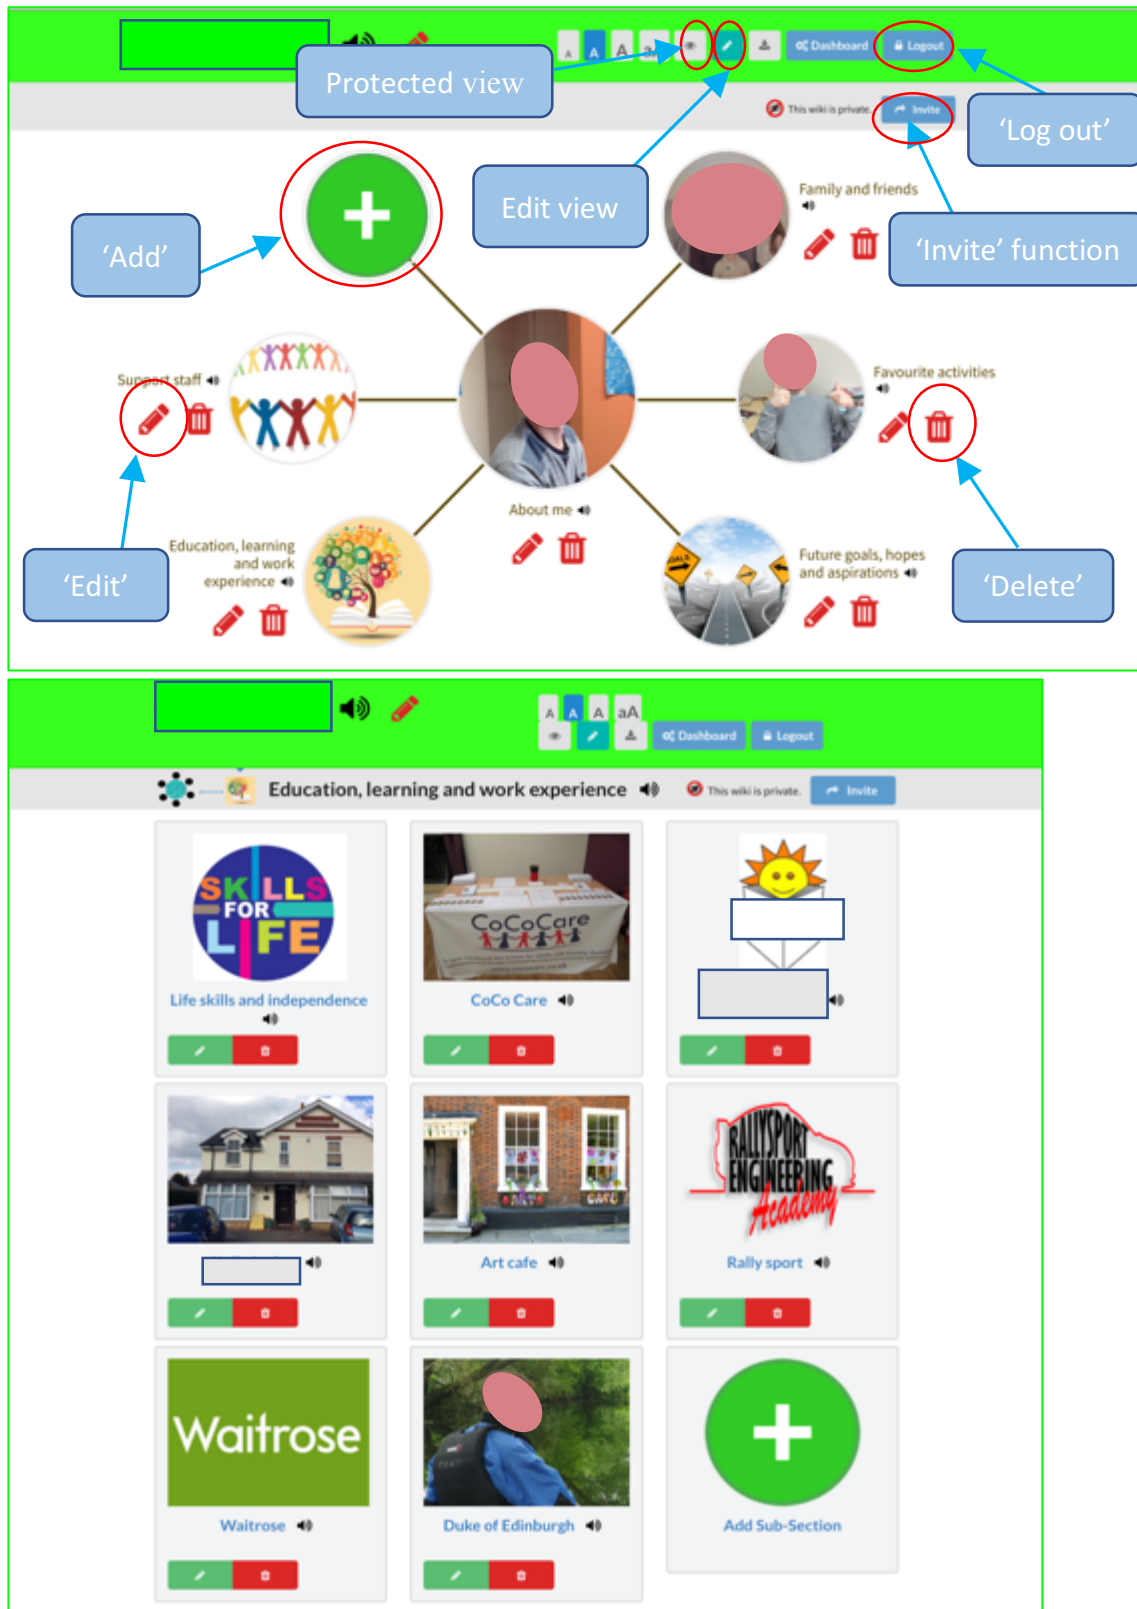 A A A aA
Dashboard
Logout
Protected view
This wiki is private.
Invite
'Log out'
Edit view
Family and friends
'Add'
'Invite' function
Support staff
Favourite activities
About me
Education, learning
and work
experience
GOALS
Future goals, hopes
and aspirations
'Edit'
'Delete'
A A A aA
Dashboard
Logout
Education, learning and work experience
This wiki is private.
Invite
SKILLS
FOR
LIFE
CoCoCare
Life skills and independence
CoCo Care
CAFE
RALLYSPORT
ENGINEERING
Academy
Art cafe
Rally sport
Waitrose
Waitrose
Duke of Edinburgh
Add Sub-Section